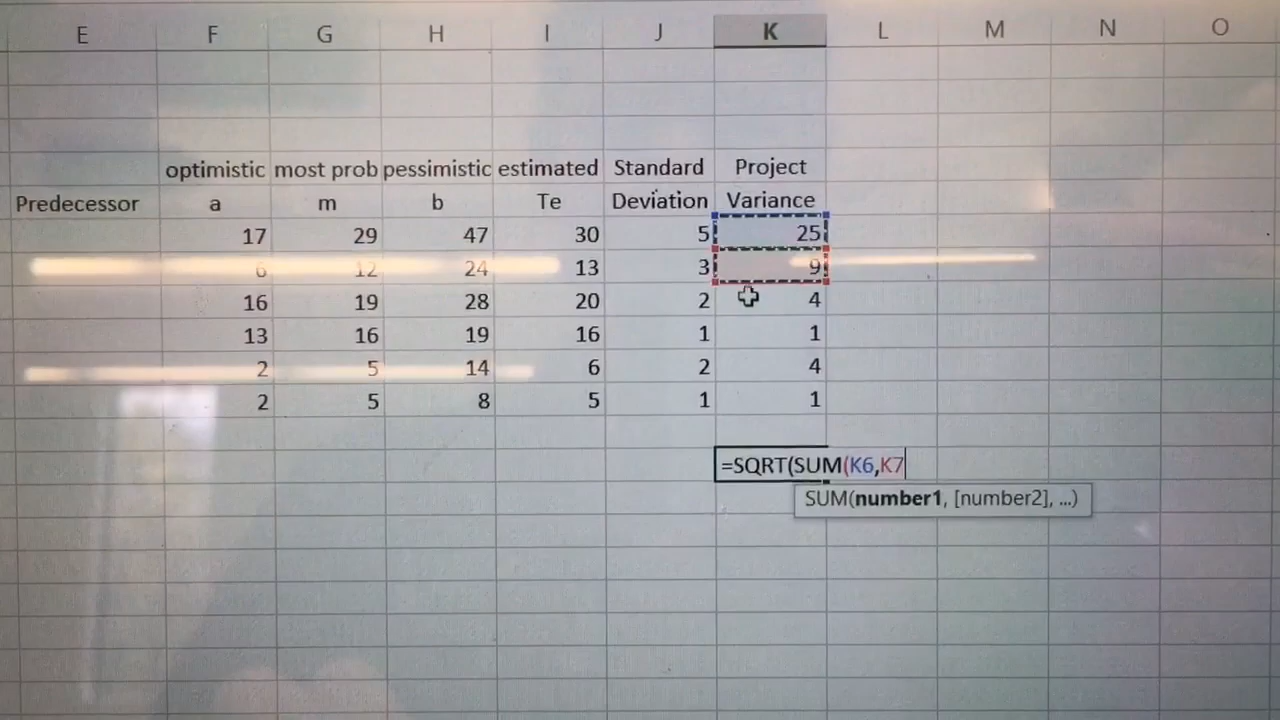 E F G H I J K L M N O
optimistic most prob pessimistic estimated Standard Project
Predecessor a m b Te Deviation Variance
17 29 47 30 5 25
6 12 24 13 3 9
16 19 28 20 2 4
13 16 19 16 1 1
2 5 14 6 2 4
2 5 8 5 1 1
=SQRT(SUM(K6,K7
SUM(number1, [number2], ...)